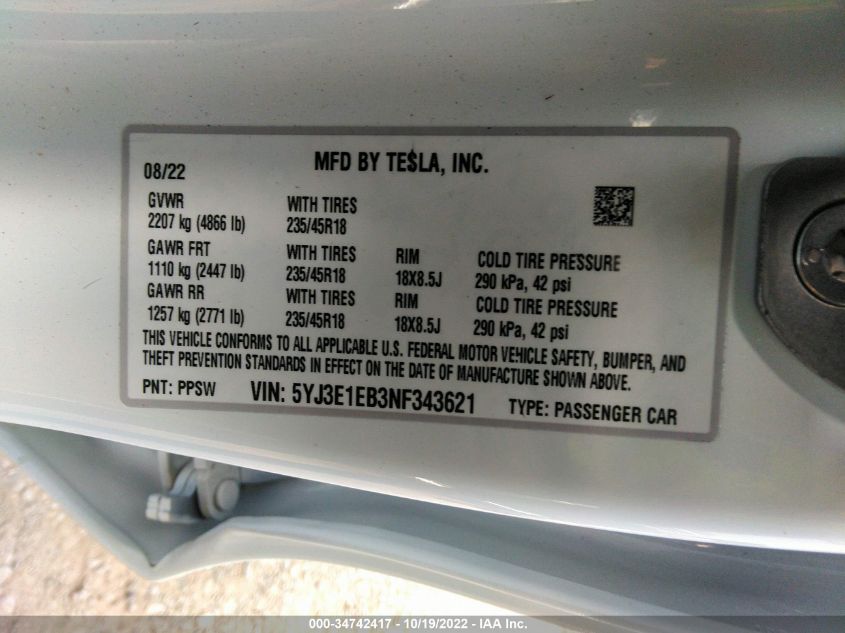 MFD BY TESLA, INC.
08/22
GVWR WITH TIRES
2207 kg (4866 lb) 235/45R18
GAWR FRT WITH TIRES RIM COLD TIRE PRESSURE
1110 kg (2447 lb) 235/45R18 18X8.5J 290 kPa, 42 psi
GAWR RR WITH TIRES RIM COLD TIRE PRESSURE
1257 kg (2771 lb) 235/45R18 18X8.5J 290 kPa, 42 psi
THIS VEHICLE CONFORMS TO ALL APPLICABLE U.S. FEDERAL MOTOR VEHICLE SAFETY, BUMPER, AND
THEFT PREVENTION STANDARDS IN EFFECT ON THE DATE OF MANUFACTURE SHOWN ABOVE.
PNT: PPSW VIN: 5YJ3E1EB3NF343621 TYPE: PASSENGER CAR
000-34742417 - 10/19/2022 - IAA Inc.